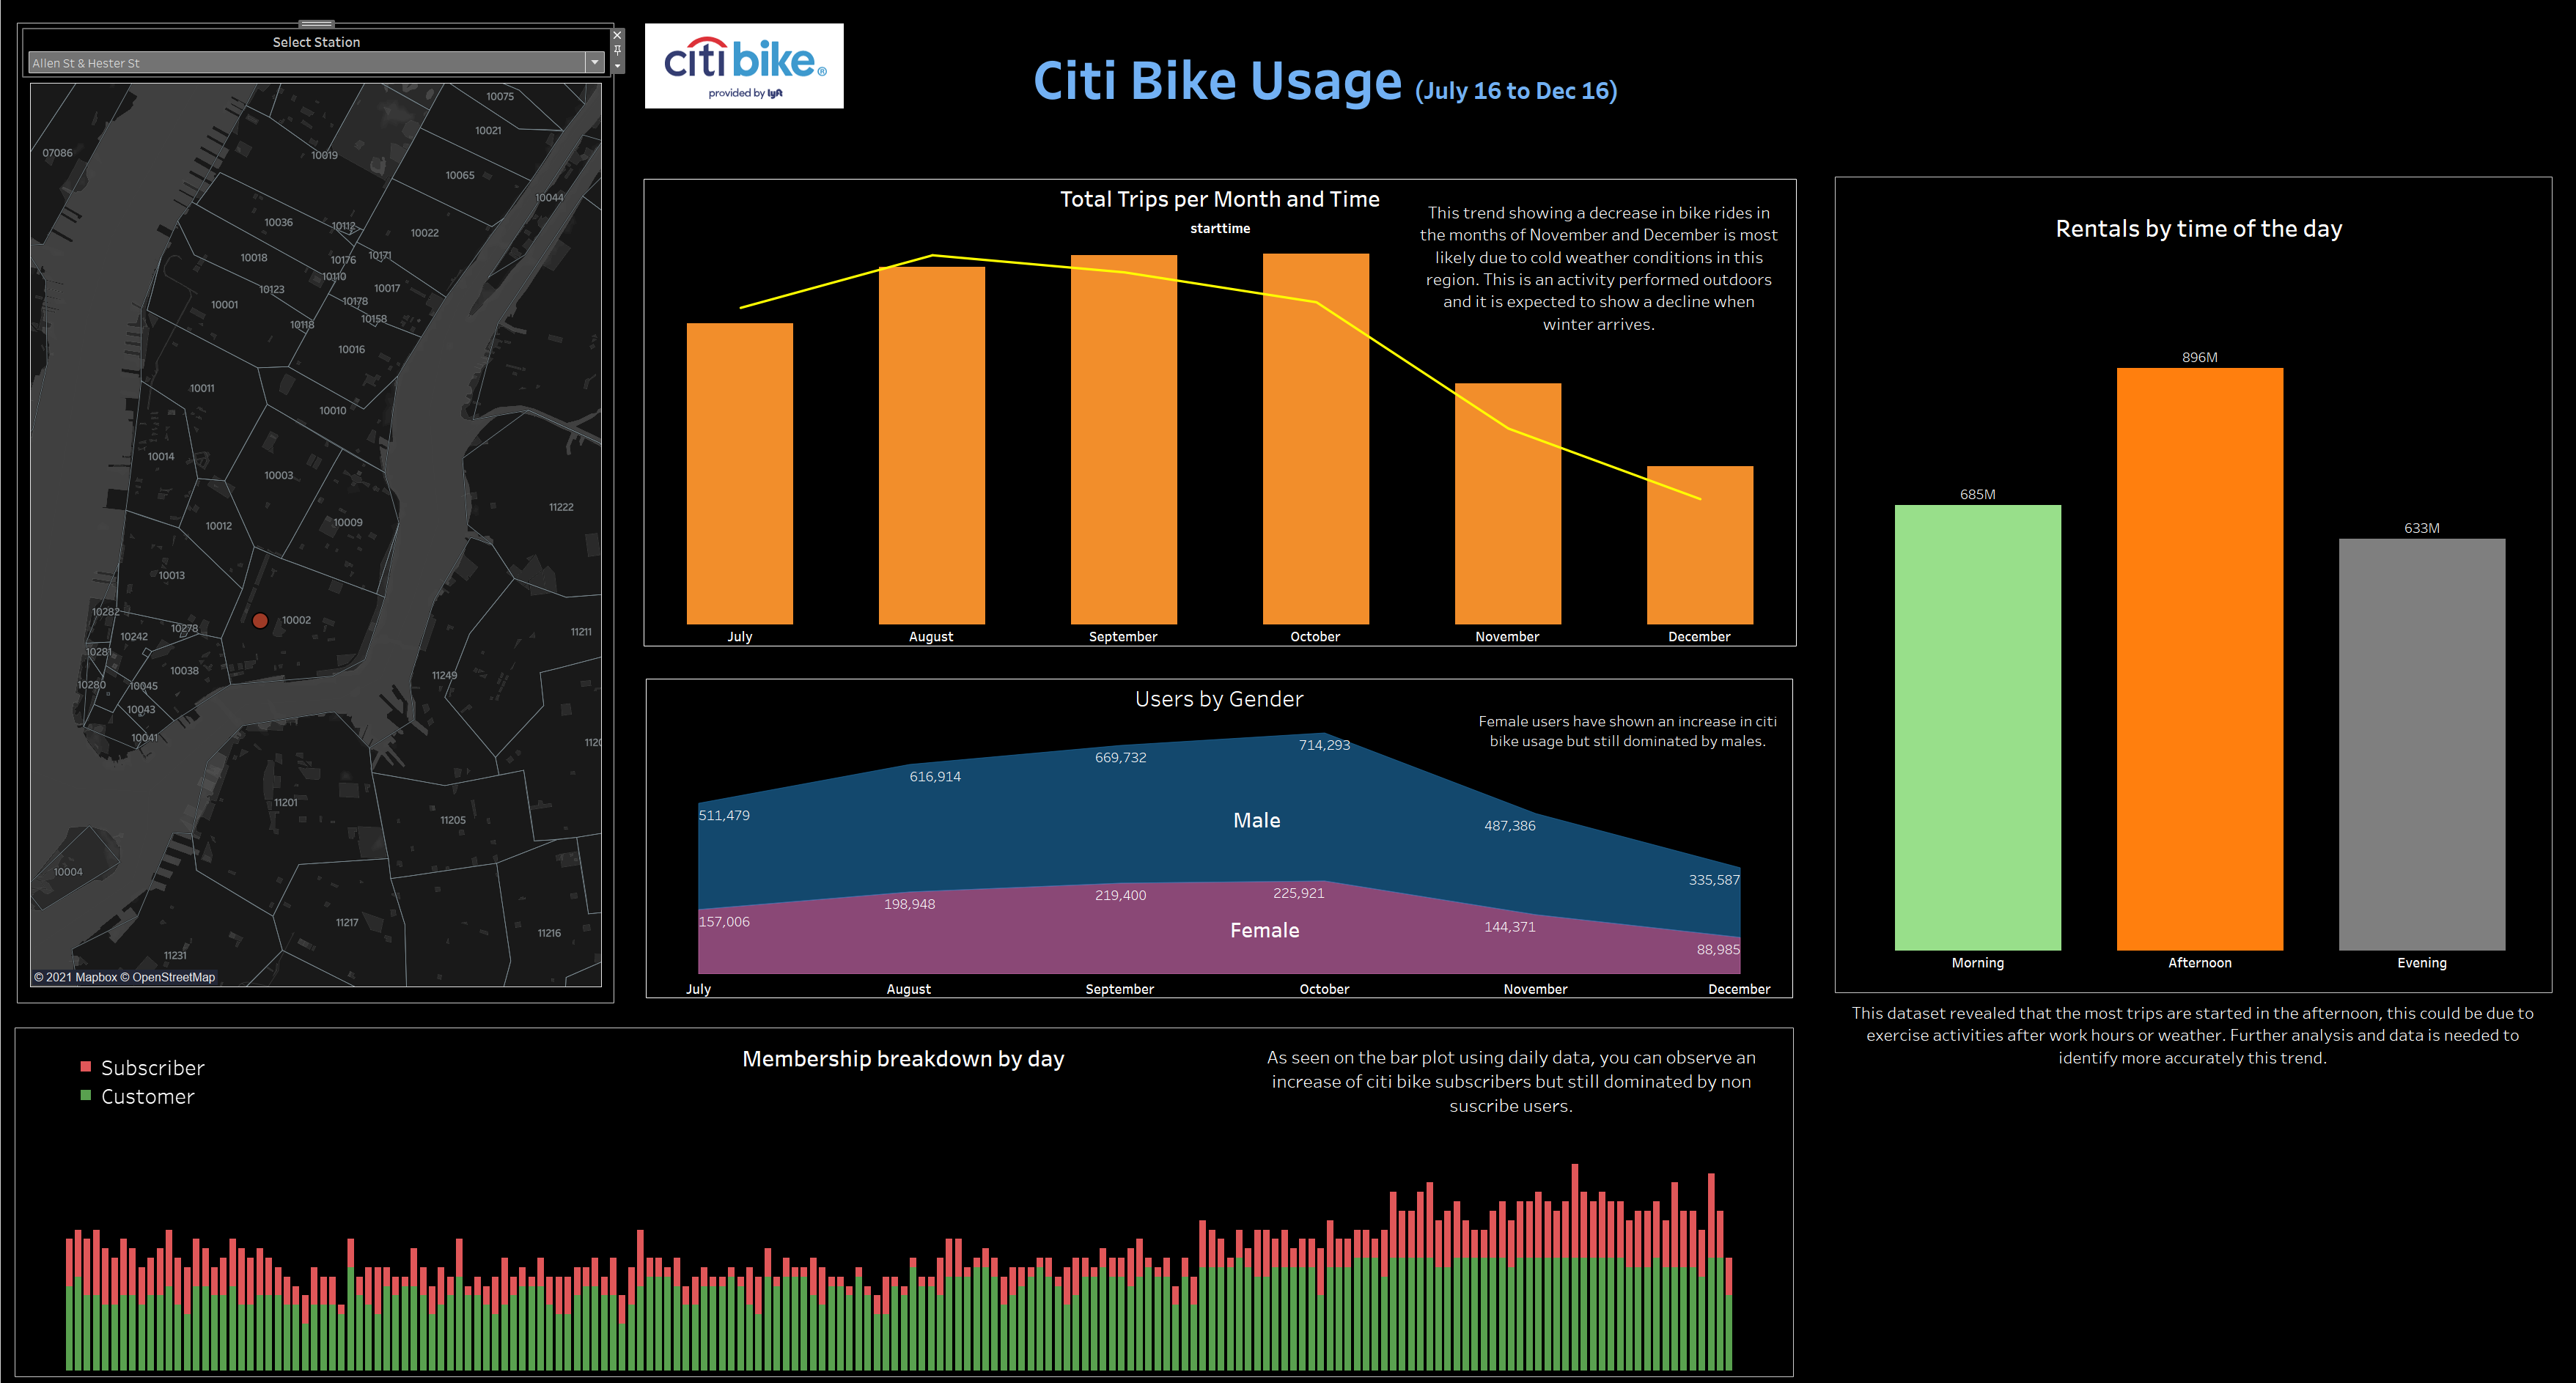 Select Station
Allen St & Hester St
citi bike®
provided by lyft
Citi Bike Usage (July 16 to Dec 16)
10075
10021
07086
10019
10065
10044
10036
10112
10022
10018
10176
10171
10110
10123
10017
10178
10001
10118
10158
10016
10011
10010
10014
10003
11222
10012
10009
10013
10282
10002
10278
10242
11211
10281
10038
11249
10280
10045
10043
10041
1120
11201
11205
10004
11217
11216
11231
© 2021 Mapbox © OpenStreetMap
Total Trips per Month and Time
starttime
This trend showing a decrease in bike rides in
the months of November and December is most
likely due to cold weather conditions in this
region. This is an activity performed outdoors
and it is expected to show a decline when
winter arrives.
July August September October November December
Users by Gender
Female users have shown an increase in citi
bike usage but still dominated by males.
511,479 616,914 669,732 714,293 487,386 335,587
Male
157,006 198,948 219,400 225,921 144,371 88,985
Female
July August September October November December
Rentals by time of the day
685M 896M 633M
Morning Afternoon Evening
This dataset revealed that the most trips are started in the afternoon, this could be due to
exercise activities after work hours or weather. Further analysis and data is needed to
identify more accurately this trend.
Subscriber
Customer
Membership breakdown by day
As seen on the bar plot using daily data, you can observe an
increase of citi bike subscribers but still dominated by non
suscribe users.